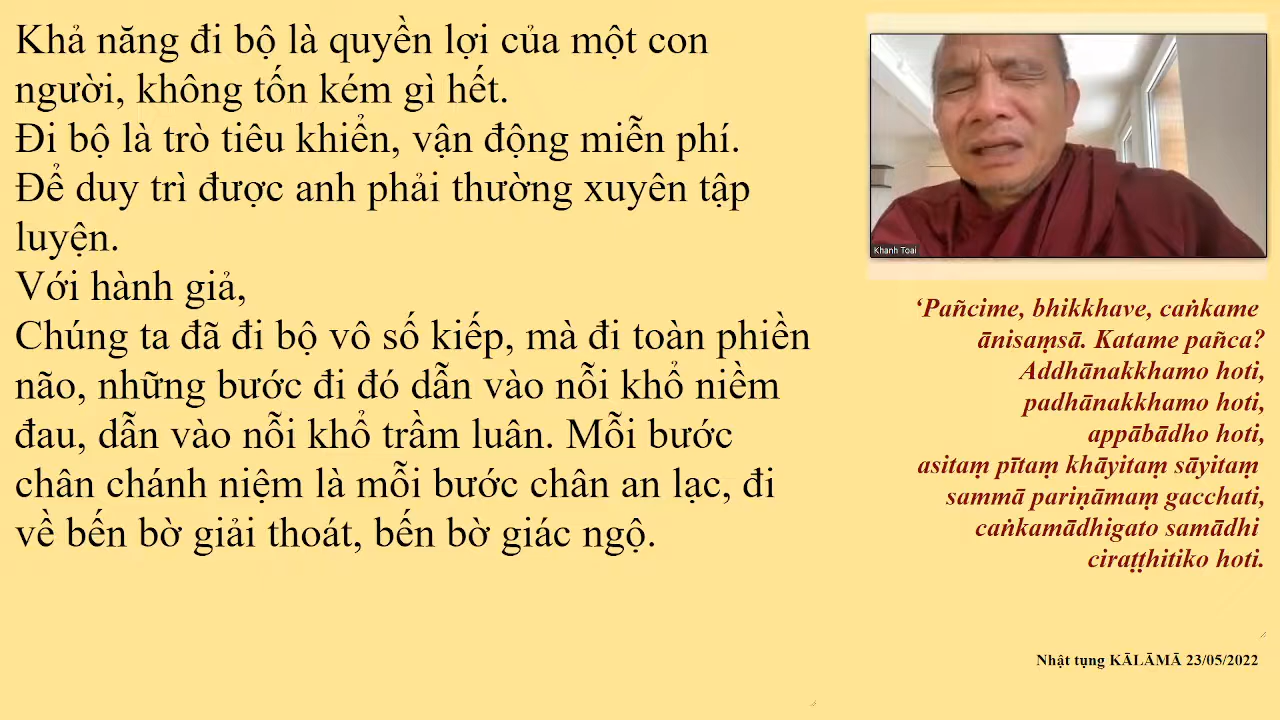 Khả năng đi bộ là quyền lợi của một con
người, không tốn kém gì hết.
Đi bộ là trò tiêu khiển, vận động miễn phí.
Để duy trì được anh phải thường xuyên tập
luyện.
Với hành giả,
Chúng ta đã đi bộ vô số kiếp, mà đi toàn phiền
não, những bước đi đó dẫn vào nỗi khổ niềm
đau, dẫn vào nỗi khổ trầm luân. Mỗi bước
chân chánh niệm là mỗi bước chân an lạc, đi
về bến bờ giải thoát, bến bờ giác ngộ.
Khanh Toai
‘Pañcime, bhikkhave, caṅkame
ānisaṃsā. Katame pañca?
Addhānakkhamo hoti,
padhānakkhamo hoti,
appābādho hoti,
asitaṃ pītaṃ khāyitaṃ sāyitaṃ
sammā pariṇāmaṃ gacchati,
caṅkamādhigato samādhi
ciraṭṭhitiko hoti.
Nhật tụng KĀLĀMĀ 23/05/2022